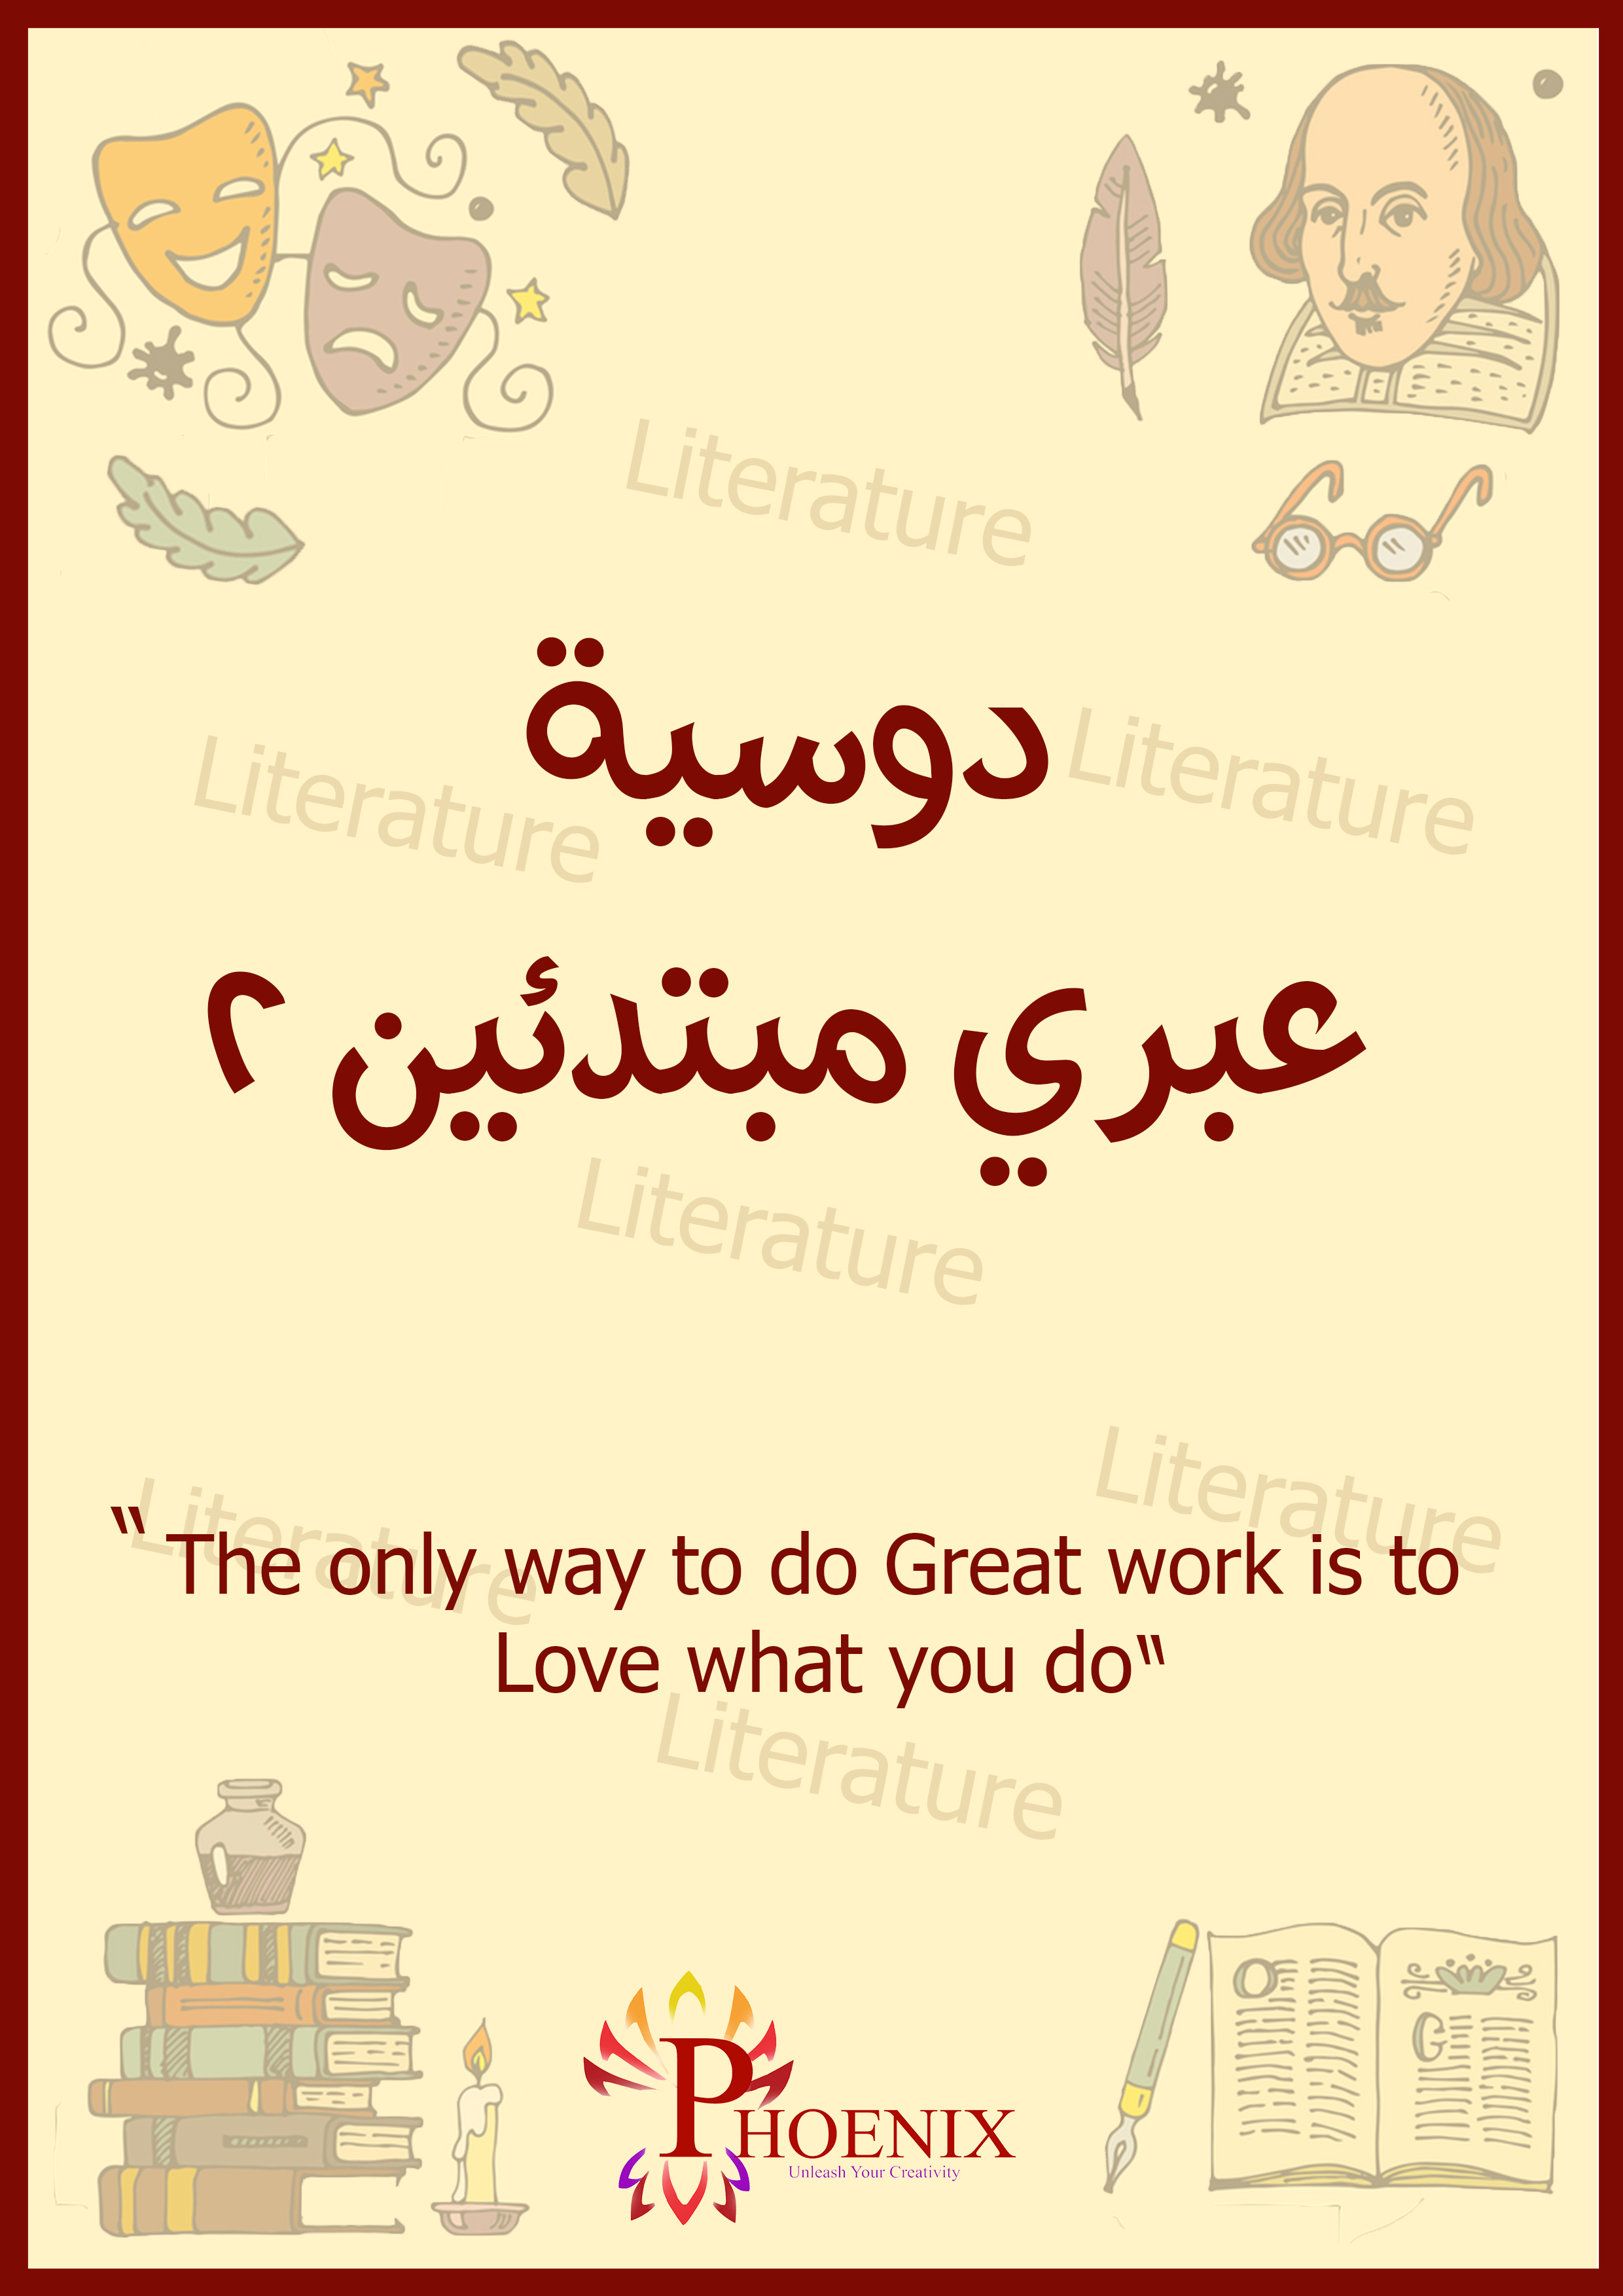 Literature
دوسية
Literature
Literature
عبري مبتدئين ٢
Literature
Literature
Literature
“ The only way to do Great work is to
Love what you do“
Literature
PHOENIX
Unleash Your Creativity
O
G